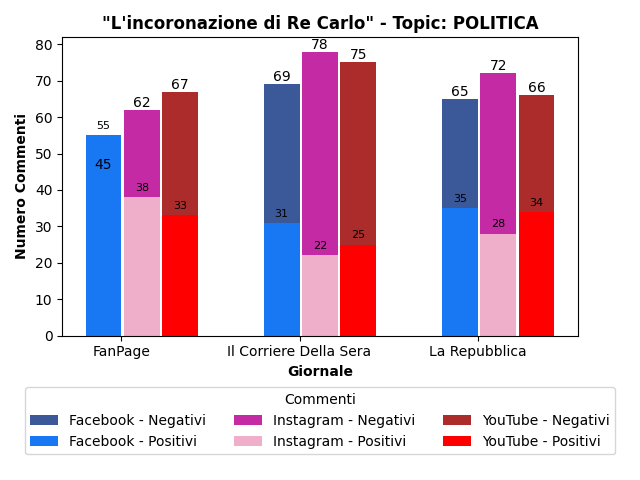 "L'incoronazione di Re Carlo" - Topic: POLITICA
Numero Commenti
80
70
60
50
40
30
20
10
0
55
45
62
38
67
33
69
31
78
22
75
25
65
35
72
28
66
34
FanPage
Il Corriere Della Sera
La Repubblica
Giornale
Commenti
Facebook - Negativi
Instagram - Negativi
YouTube - Negativi
Facebook - Positivi
Instagram - Positivi
YouTube - Positivi